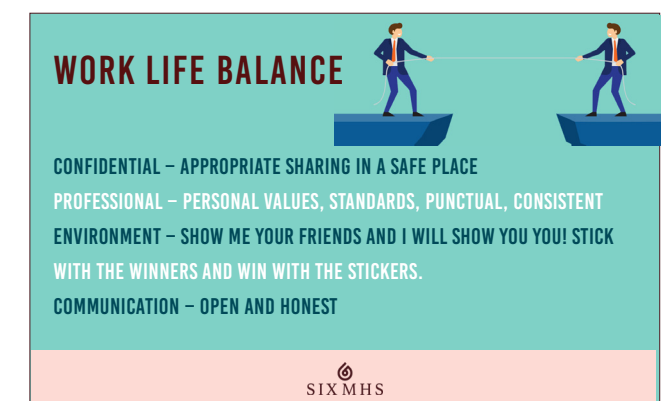 WORK LIFE BALANCE
CONFIDENTIAL – APPROPRIATE SHARING IN A SAFE PLACE
PROFESSIONAL – PERSONAL VALUES, STANDARDS, PUNCTUAL, CONSISTENT
ENVIRONMENT – SHOW ME YOUR FRIENDS AND I WILL SHOW YOU YOU! STICK
WITH THE WINNERS AND WIN WITH THE STICKERS.
COMMUNICATION – OPEN AND HONEST
SIX MHS